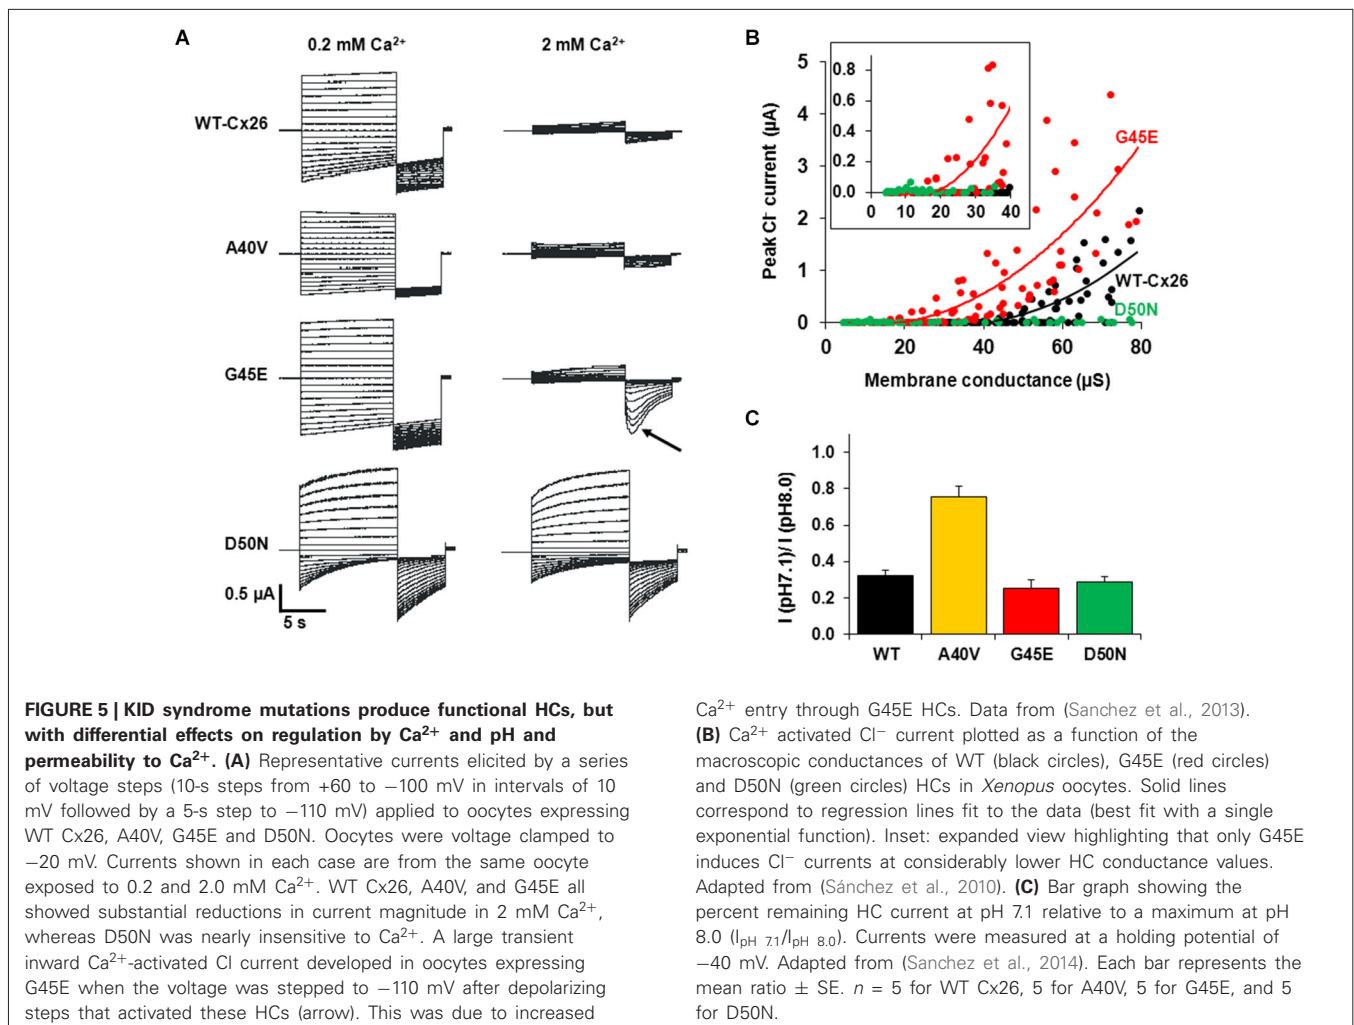 A
0.2 mM Ca²⁺
2 mM Ca²⁺
WT-Cx26
A40V
G45E
D50N
0.5 µA
5 s
B
Peak Cl⁻ current (µA)
5
4
3
2
1
0
0.8
0.6
0.4
0.2
0.0
0 10 20 30 40
G45E
WT-Cx26
D50N
0 20 40 60 80
Membrane conductance (µS)
C
I (pH7.1)/ I (pH8.0)
1.0
0.8
0.6
0.4
0.2
0.0
WT A40V G45E D50N
FIGURE 5 | KID syndrome mutations produce functional HCs, but
with differential effects on regulation by Ca²⁺ and pH and
permeability to Ca²⁺. (A) Representative currents elicited by a series
of voltage steps (10-s steps from +60 to −100 mV in intervals of 10
mV followed by a 5-s step to −110 mV) applied to oocytes expressing
WT Cx26, A40V, G45E and D50N. Oocytes were voltage clamped to
−20 mV. Currents shown in each case are from the same oocyte
exposed to 0.2 and 2.0 mM Ca²⁺. WT Cx26, A40V, and G45E all
showed substantial reductions in current magnitude in 2 mM Ca²⁺,
whereas D50N was nearly insensitive to Ca²⁺. A large transient
inward Ca²⁺-activated Cl current developed in oocytes expressing
G45E when the voltage was stepped to −110 mV after depolarizing
steps that activated these HCs (arrow). This was due to increased
Ca²⁺ entry through G45E HCs. Data from (Sanchez et al., 2013).
(B) Ca²⁺ activated Cl⁻ current plotted as a function of the
macroscopic conductances of WT (black circles), G45E (red circles)
and D50N (green circles) HCs in Xenopus oocytes. Solid lines
correspond to regression lines fit to the data (best fit with a single
exponential function). Inset: expanded view highlighting that only G45E
induces Cl⁻ currents at considerably lower HC conductance values.
Adapted from (Sánchez et al., 2010). (C) Bar graph showing the
percent remaining HC current at pH 7.1 relative to a maximum at pH
8.0 (I_pH 7.1/I_pH 8.0). Currents were measured at a holding potential of
−40 mV. Adapted from (Sanchez et al., 2014). Each bar represents the
mean ratio ± SE. n = 5 for WT Cx26, 5 for A40V, 5 for G45E, and 5
for D50N.